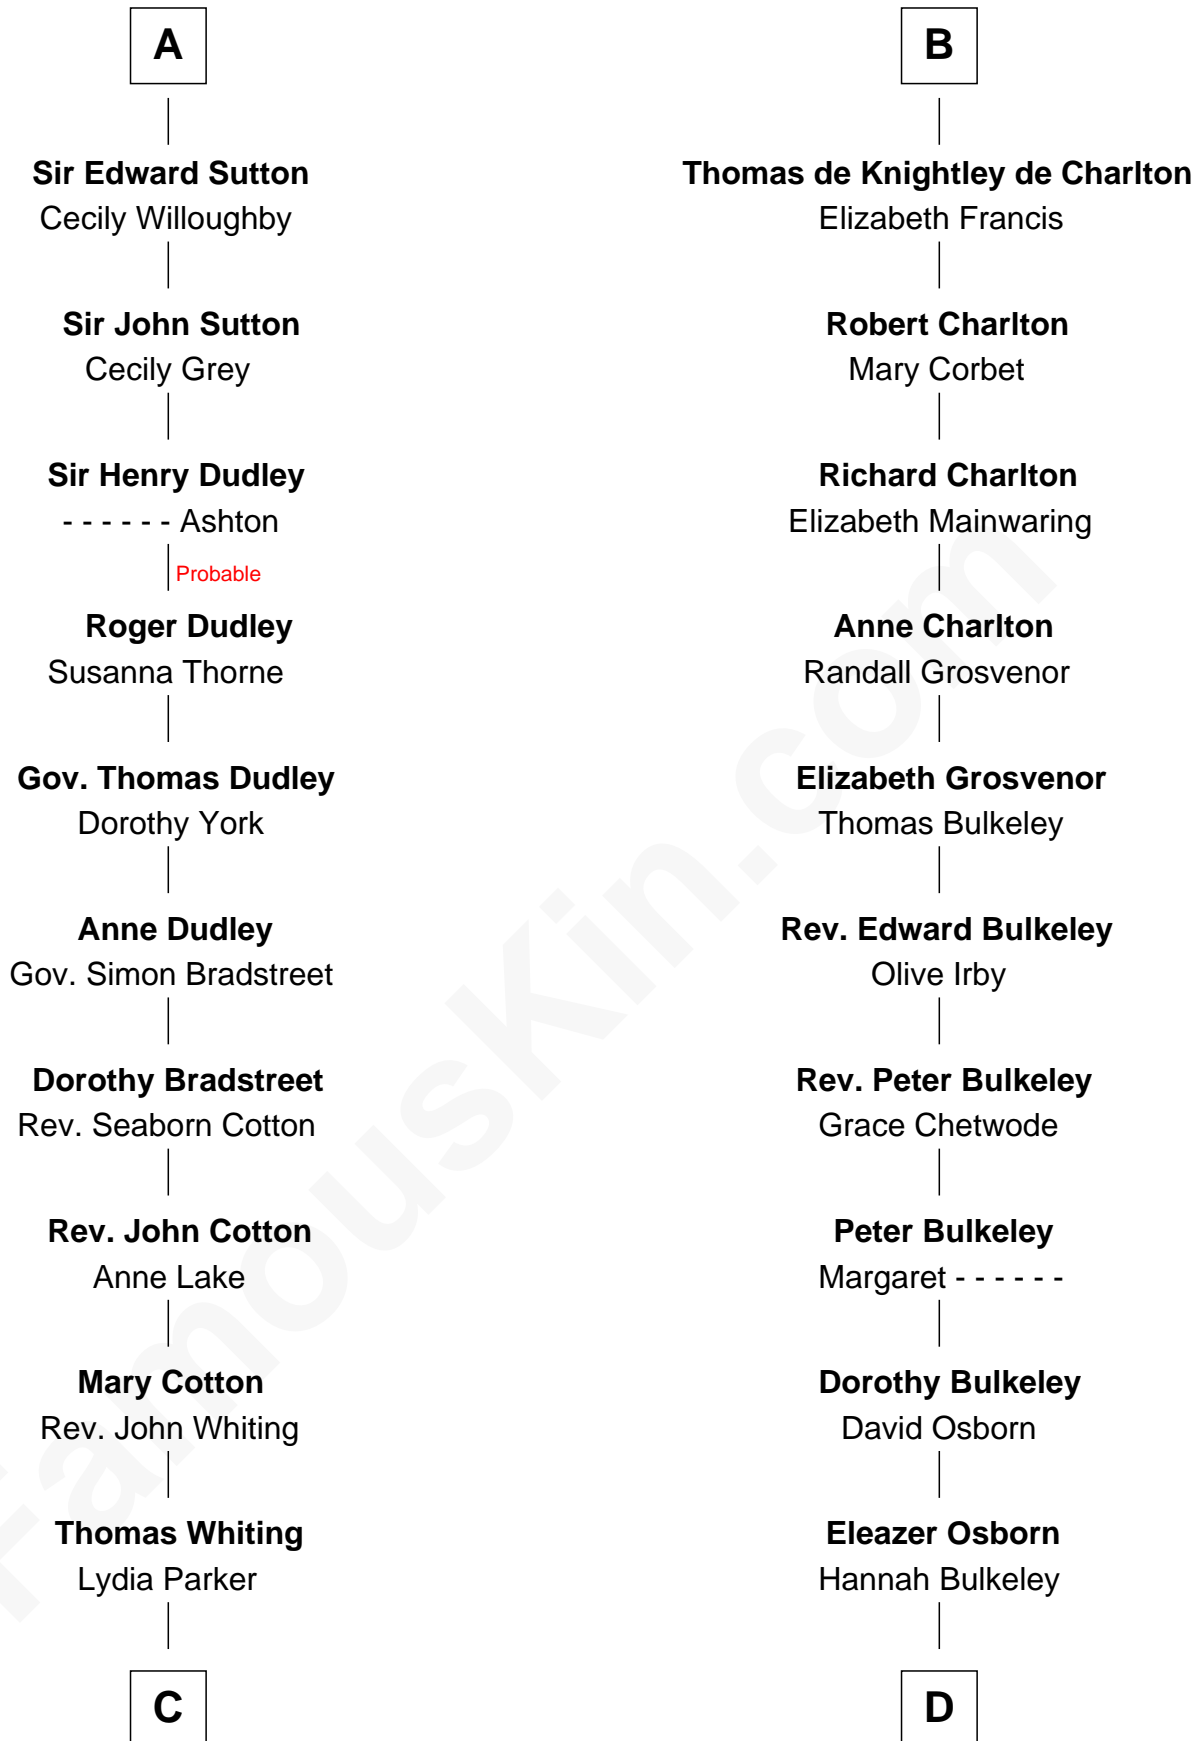 A
Sir Edward Sutton
Cecily Willoughby
Sir John Sutton
Cecily Grey
Sir Henry Dudley
- - - - - - Ashton
Probable
Roger Dudley
Susanna Thorne
Gov. Thomas Dudley
Dorothy York
Anne Dudley
Gov. Simon Bradstreet
Dorothy Bradstreet
Rev. Seaborn Cotton
Rev. John Cotton
Anne Lake
Mary Cotton
Rev. John Whiting
Thomas Whiting
Lydia Parker
C
B
Thomas de Knightley de Charlton
Elizabeth Francis
Robert Charlton
Mary Corbet
Richard Charlton
Elizabeth Mainwaring
Anne Charlton
Randall Grosvenor
Elizabeth Grosvenor
Thomas Bulkeley
Rev. Edward Bulkeley
Olive Irby
Rev. Peter Bulkeley
Grace Chetwode
Peter Bulkeley
Margaret - - - - - -
Dorothy Bulkeley
David Osborn
Eleazer Osborn
Hannah Bulkeley
D
FamousKin.com